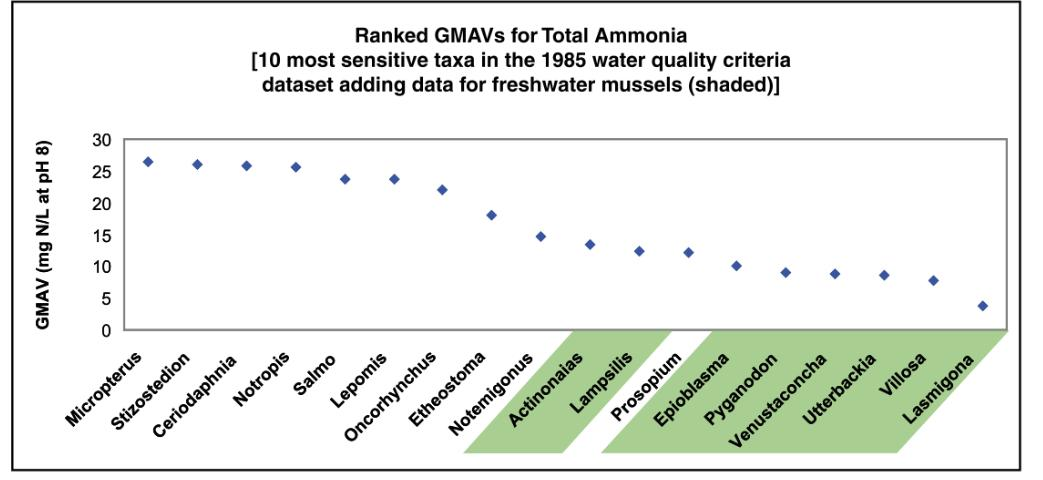 Ranked GMAVs for Total Ammonia
[10 most sensitive taxa in the 1985 water quality criteria
dataset adding data for freshwater mussels (shaded)]
GMAV (mg N/L at pH 8)
30
25
20
15
10
5
0
Micropterus
Stizostedion
Ceriodaphnia
Notropis
Salmo
Lepomis
Oncorhynchus
Etheostoma
Notemigonus
Actinonaias
Lampsilis
Prosopium
Epioblasma
Pyganodon
Venustaconcha
Utterbackia
Villosa
Lasmigona